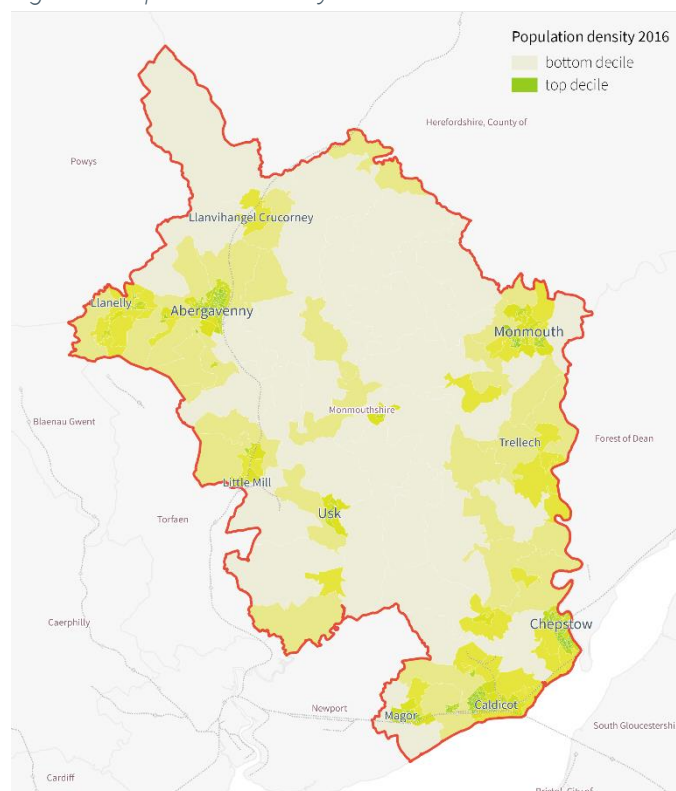 Population density 2016
bottom decile
top decile
Herefordshire, County of
Powys
Llanvihangel Crucorney
Llanelly
Abergavenny
Monmouth
Monmouthshire
Blaenau Gwent
Forest of Dean
Trellech
Little Mill
Usk
Torfaen
Caerphilly
Chepstow
Newport
Magor
Caldicot
South Gloucestershi
Cardiff